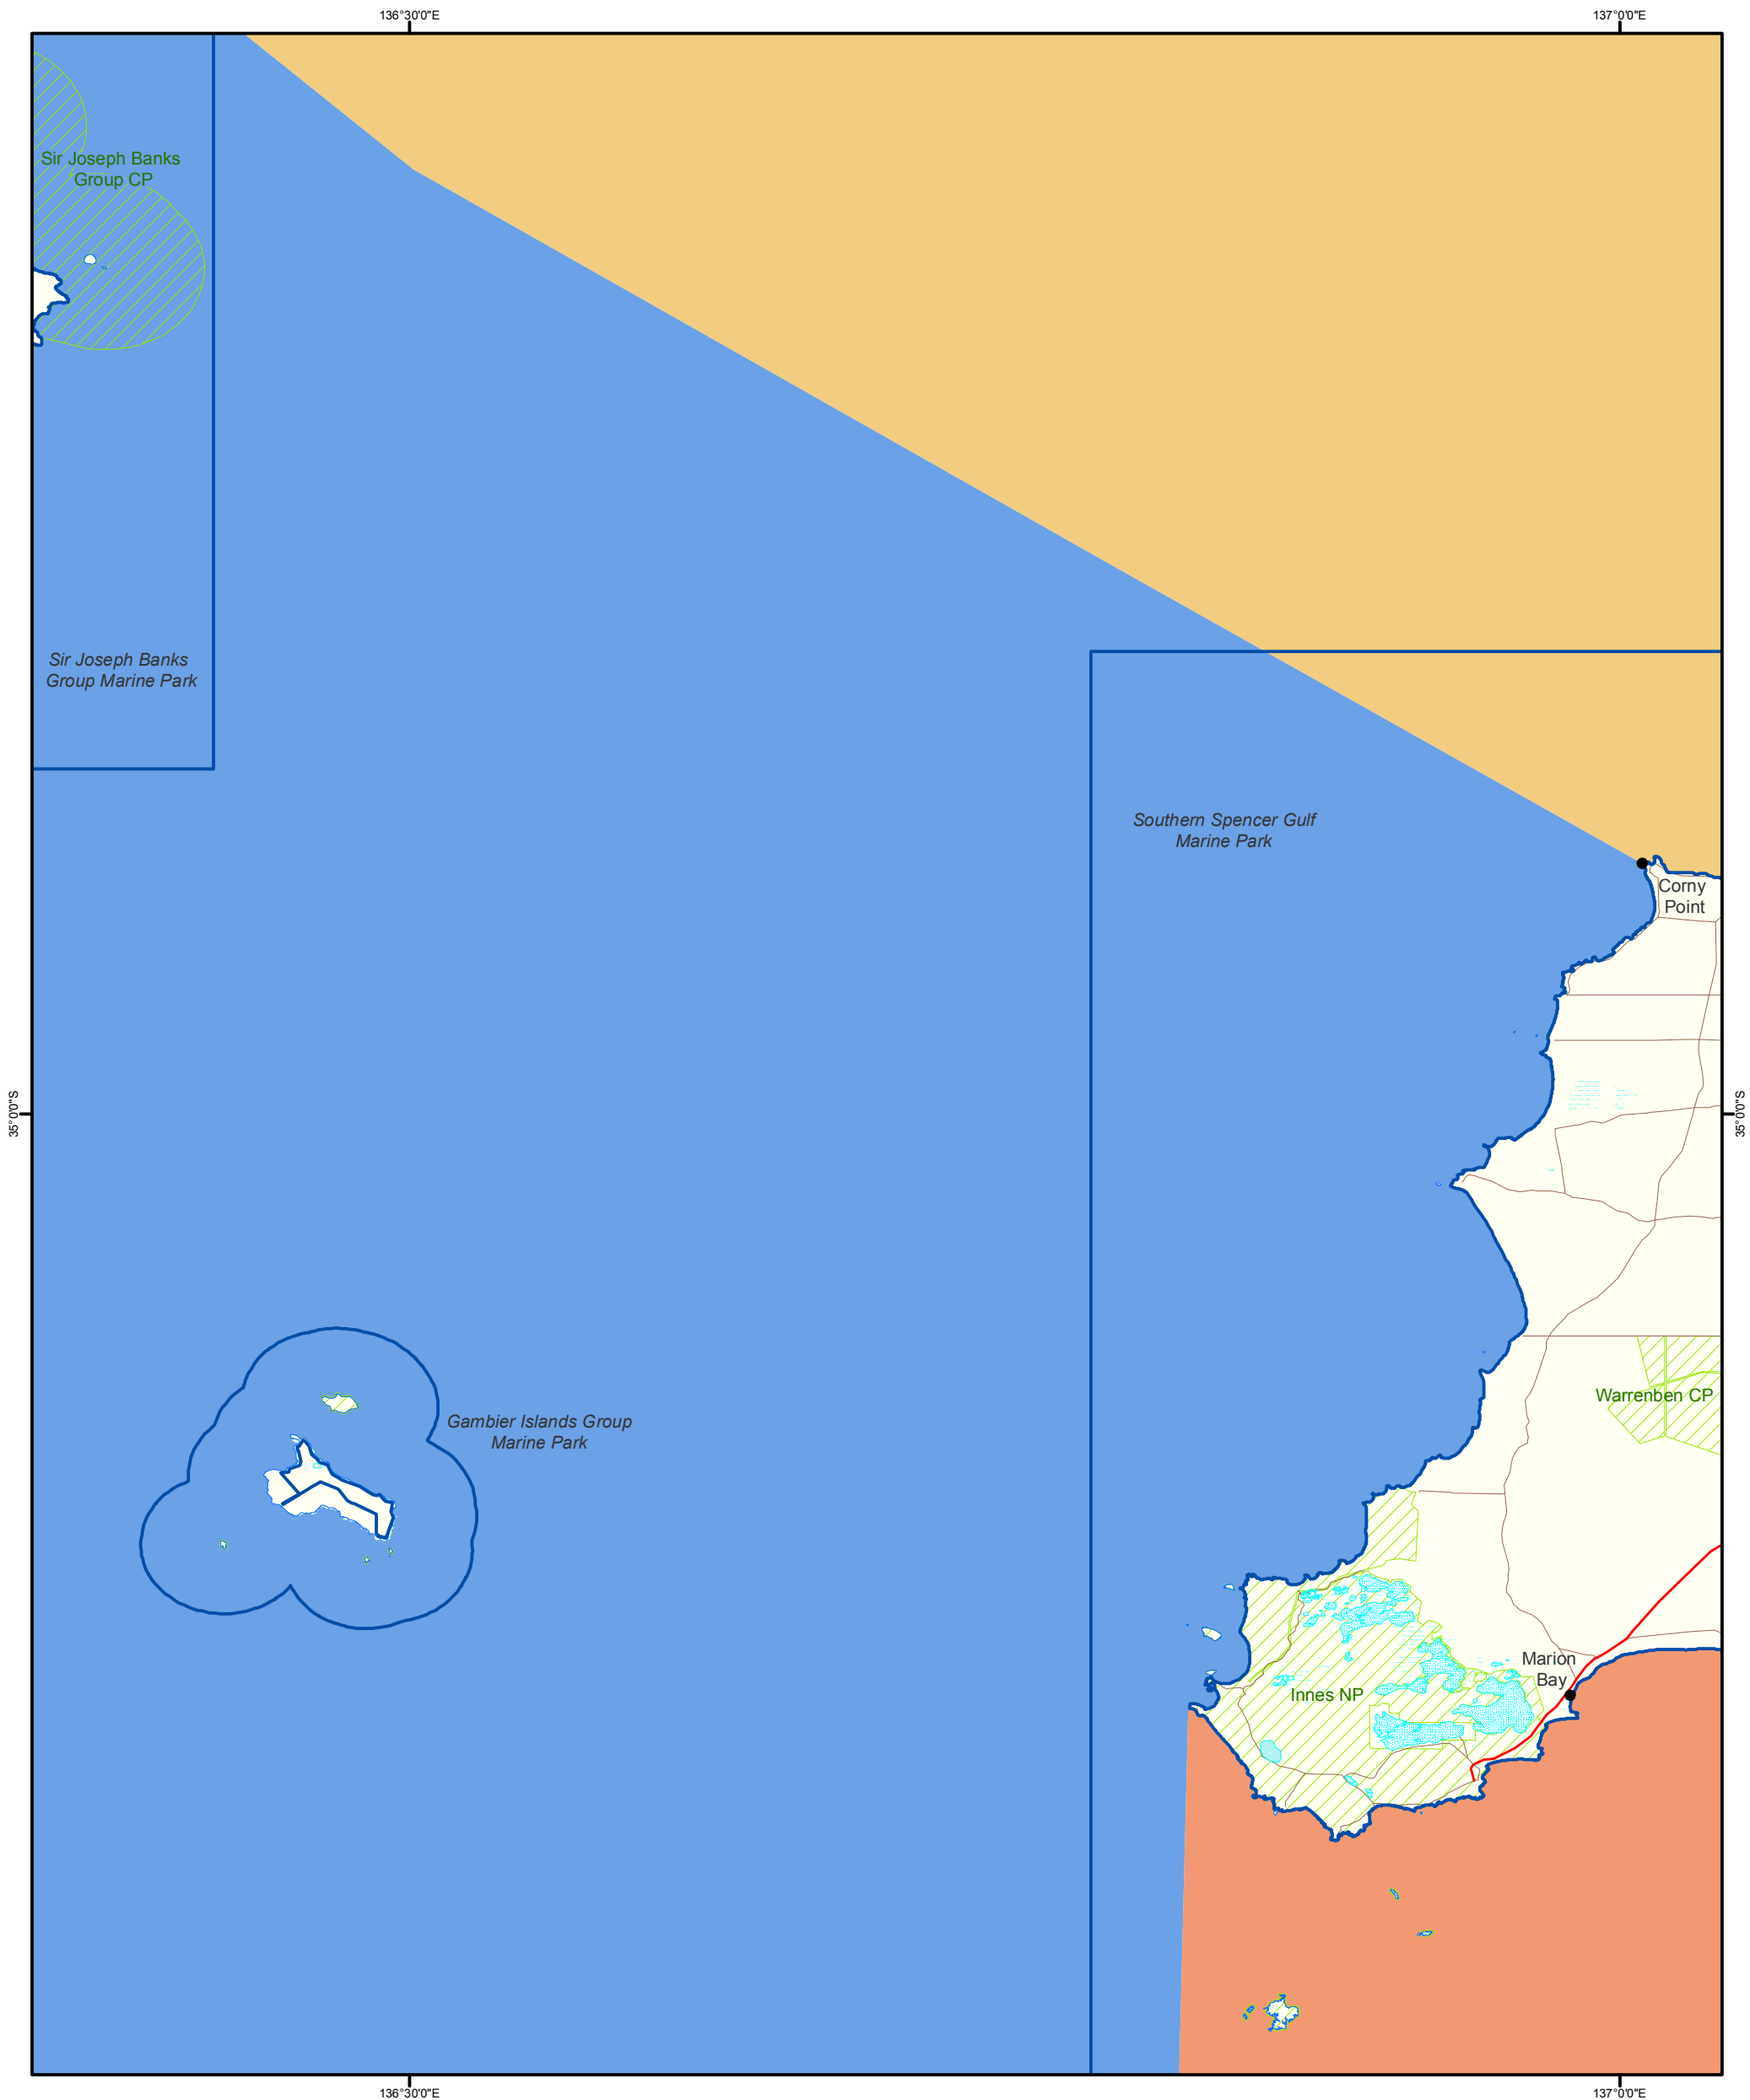 136°30'0"E
137°0'0"E
Sir Joseph Banks
Group CP
Sir Joseph Banks
Group Marine Park
Southern Spencer Gulf
Marine Park
Corny
Point
35°0'0"S
35°0'0"S
Warrenben CP
Gambier Islands Group
Marine Park
Marion
Bay
Innes NP
136°30'0"E
137°0'0"E